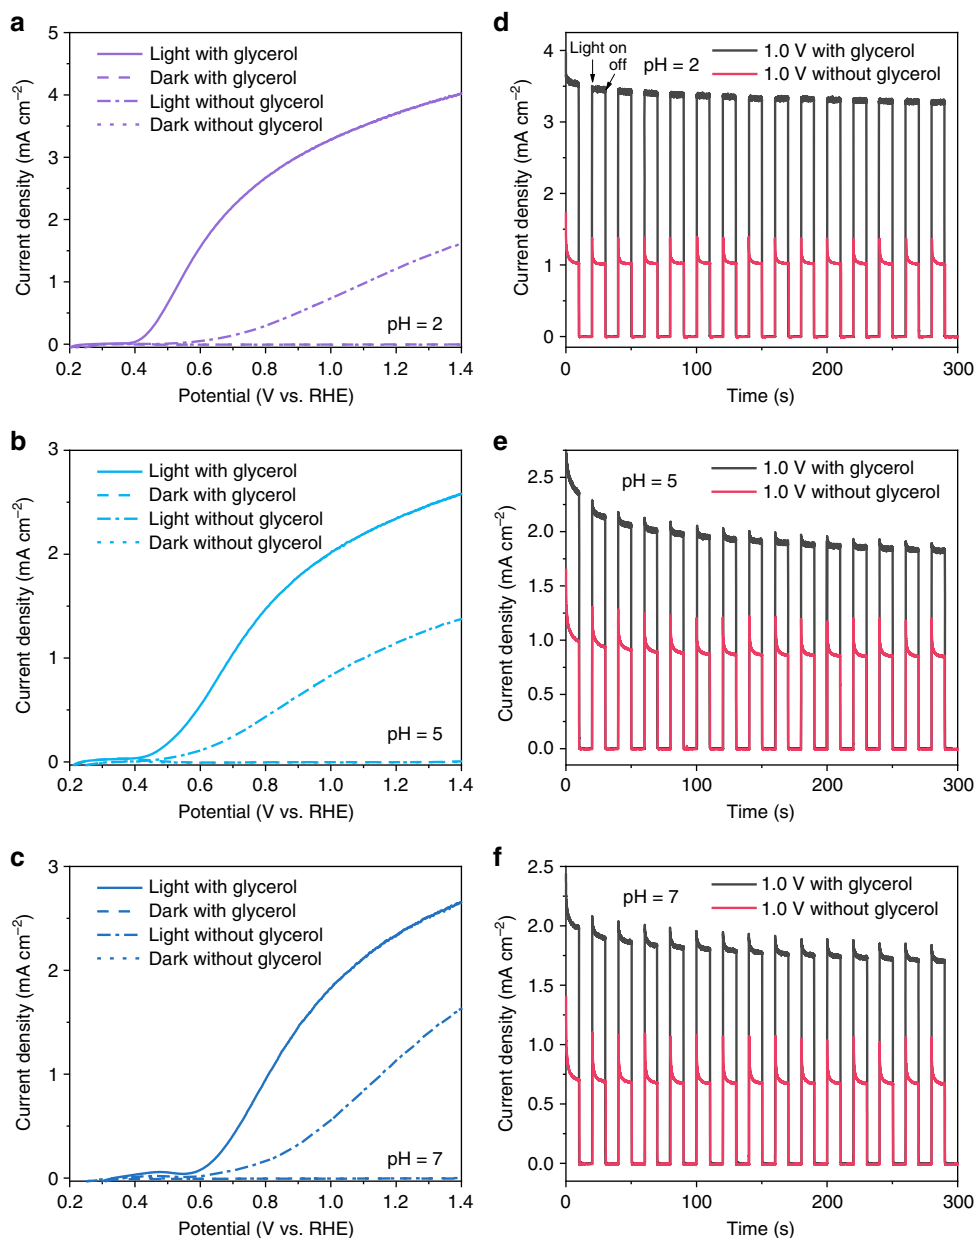 a
5
4
3
2
1
0
Current density (mA cm⁻²)
Light with glycerol
Dark with glycerol
Light without glycerol
Dark without glycerol
pH = 2
0.2 0.4 0.6 0.8 1.0 1.2 1.4
Potential (V vs. RHE)
d
4
3
2
1
0
Current density (mA cm⁻²)
Light on
off
pH = 2
1.0 V with glycerol
1.0 V without glycerol
0 100 200 300
Time (s)
b
3
2
1
0
Current density (mA cm⁻²)
Light with glycerol
Dark with glycerol
Light without glycerol
Dark without glycerol
pH = 5
0.2 0.4 0.6 0.8 1.0 1.2 1.4
Potential (V vs. RHE)
e
2.5
2.0
1.5
1.0
0.5
0.0
Current density (mA cm⁻²)
pH = 5
1.0 V with glycerol
1.0 V without glycerol
0 100 200 300
Time (s)
c
3
2
1
0
Current density (mA cm⁻²)
Light with glycerol
Dark with glycerol
Light without glycerol
Dark without glycerol
pH = 7
0.2 0.4 0.6 0.8 1.0 1.2 1.4
Potential (V vs. RHE)
f
2.5
2.0
1.5
1.0
0.5
0.0
Current density (mA cm⁻²)
pH = 7
1.0 V with glycerol
1.0 V without glycerol
0 100 200 300
Time (s)